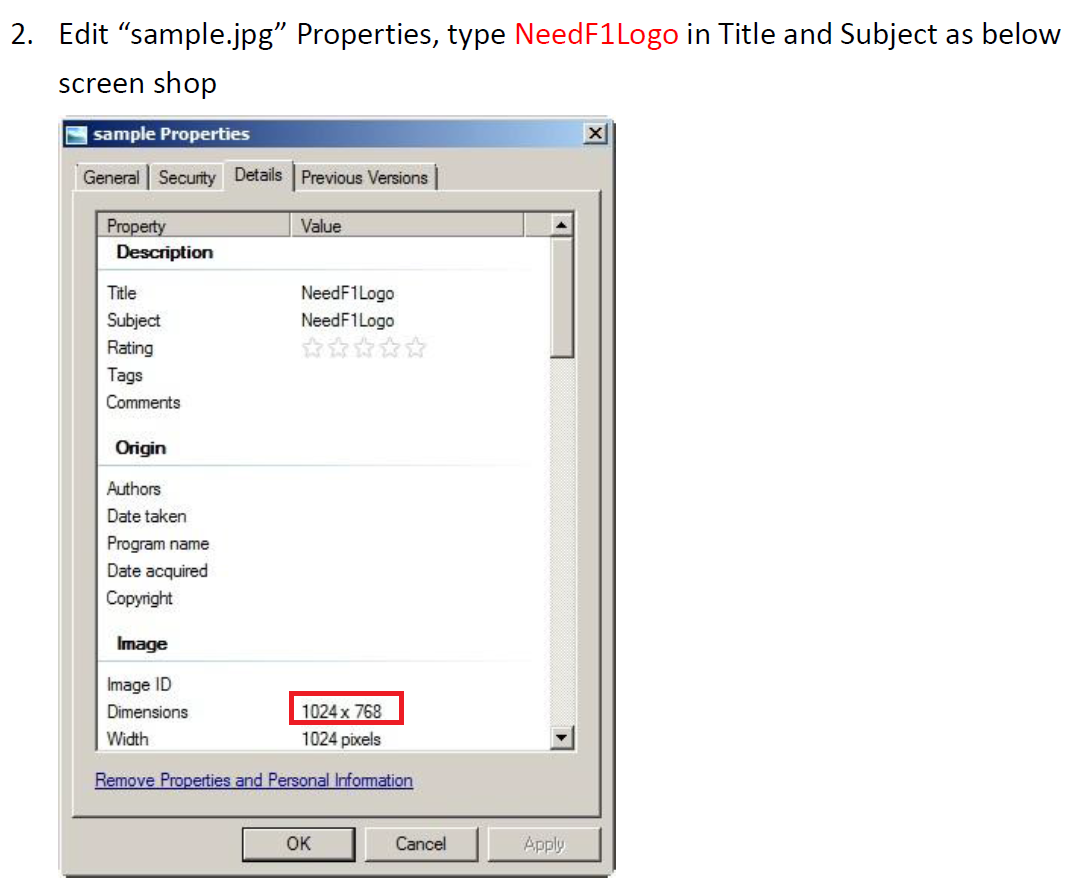 2. Edit “sample.jpg” Properties, type NeedF1Logo in Title and Subject as below
screen shop
sample Properties
General Security Details Previous Versions
Property Value
Description
Title NeedF1Logo
Subject NeedF1Logo
Rating
Tags
Comments
Origin
Authors
Date taken
Program name
Date acquired
Copyright
Image
Image ID
Dimensions 1024 x 768
Width 1024 pixels
Remove Properties and Personal Information
OK Cancel Apply